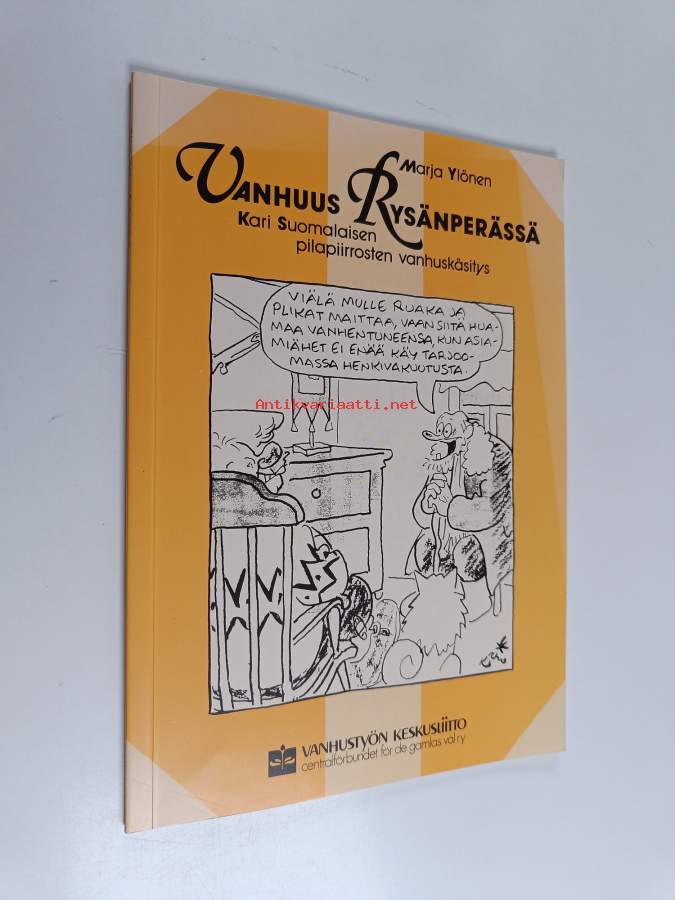 Marja Ylönen
Vanhuus Rysänperässä
Kari Suomalaisen
pilapiirrosten vanhuskäsitys
VIÄLÄ MULLE RUAKA JA
PLIKAT MAITTAA, VAAN SIITÄ HUA-
MAA VANHENTUNEENSA, KUN ASIA-
MIÄHET EI ENÄÄ KÄY TARJOO-
MASSA HENKIVAKUUTUSTA.
Antikvariaatti.net
VANHUSTYÖN KESKUSLIITTO
centralförbundet för de gamlas väl ry